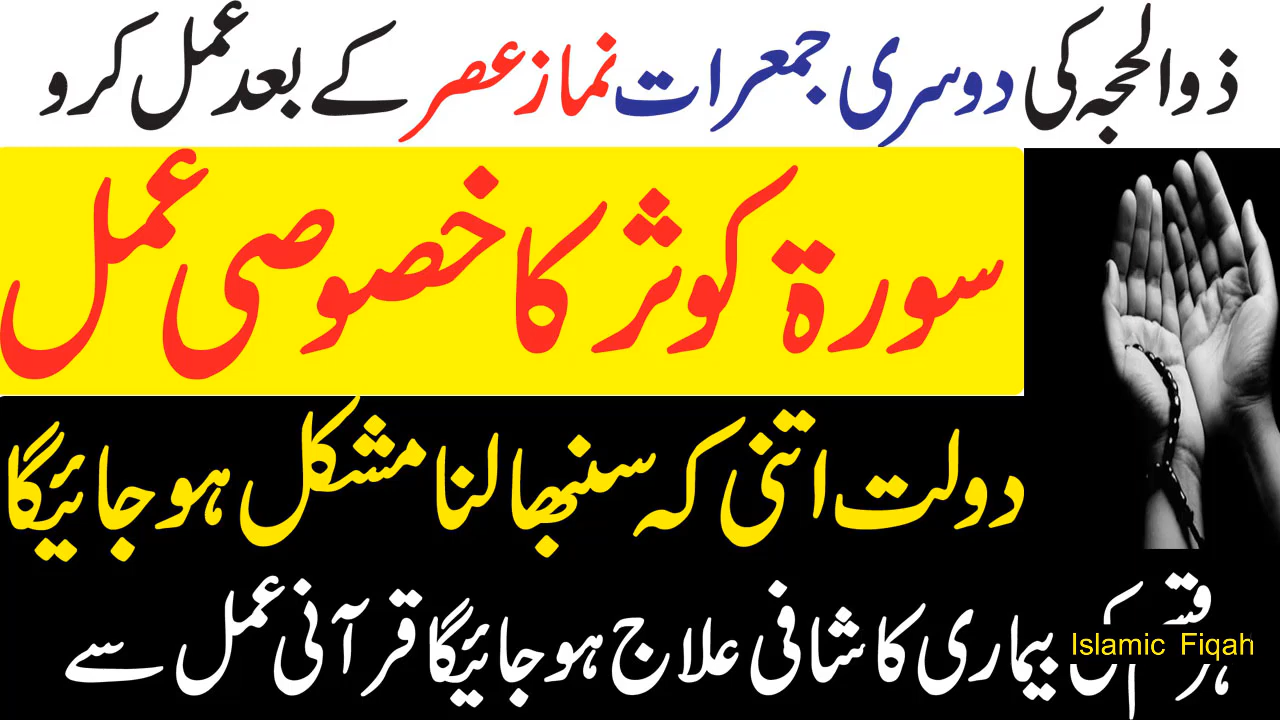 ذوالحجہ کی دوسری جمعرات نماز عصر کے بعد عمل کرو
سورۃ کوثر کا خصوصی عمل
دولت اتنی کہ سنبھالنا مشکل ہو جائیگا
ہر قسم کی بیماری کا شافی علاج ہو جائیگا قرآنی عمل سے
Islamic Fiqah